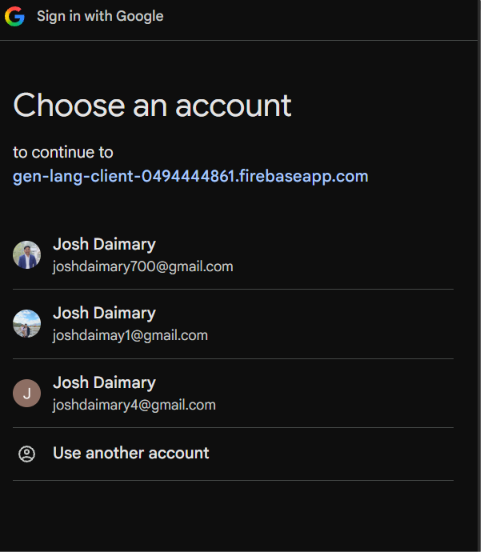 Sign in with Google
Choose an account
to continue to
gen-lang-client-0494444861.firebaseapp.com
Josh Daimary
joshdaimary700@gmail.com
Josh Daimary
joshdaimay1@gmail.com
J
Josh Daimary
joshdaimary4@gmail.com
Use another account